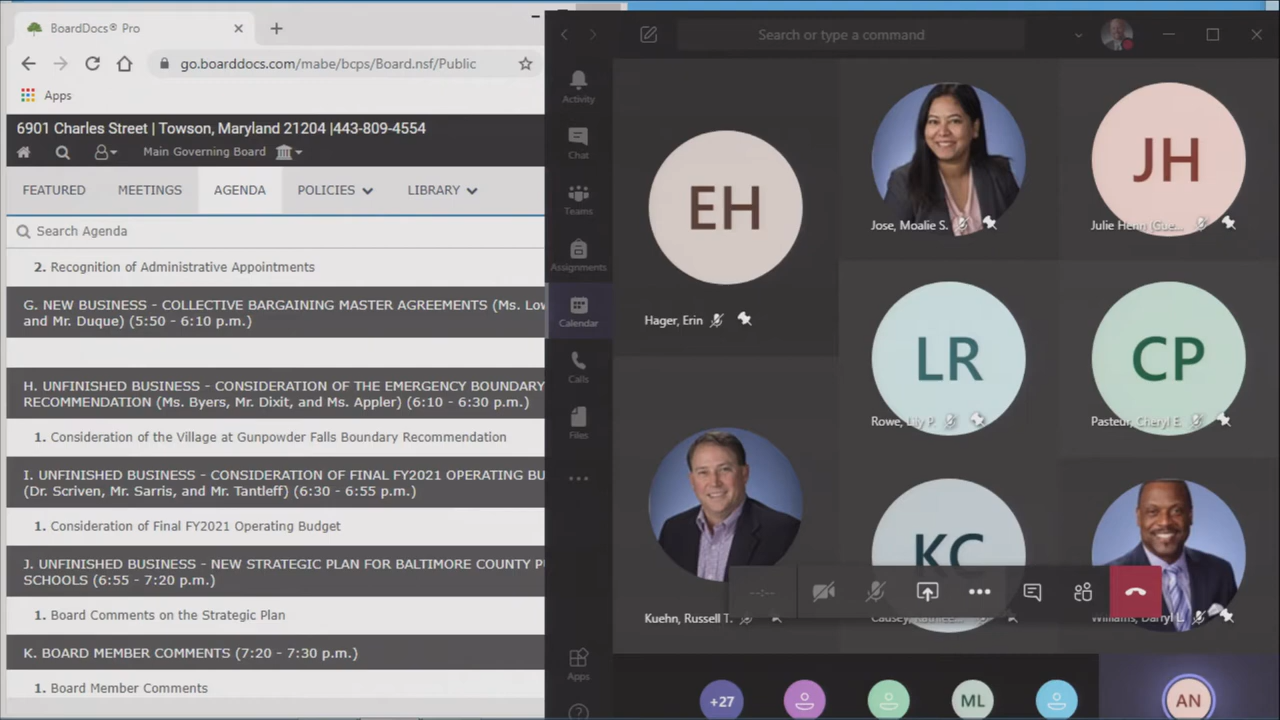 BoardDocs® Pro
go.boarddocs.com/mabe/bcps/Board.nsf/Public
Apps
6901 Charles Street | Towson, Maryland 21204 |443-809-4554
Main Governing Board
FEATURED MEETINGS AGENDA POLICIES LIBRARY
Search Agenda
2. Recognition of Administrative Appointments
G. NEW BUSINESS - COLLECTIVE BARGAINING MASTER AGREEMENTS (Ms. Low
and Mr. Duque) (5:50 - 6:10 p.m.)
H. UNFINISHED BUSINESS - CONSIDERATION OF THE EMERGENCY BOUNDARY
RECOMMENDATION (Ms. Byers, Mr. Dixit, and Ms. Appler) (6:10 - 6:30 p.m.)
1. Consideration of the Village at Gunpowder Falls Boundary Recommendation
I. UNFINISHED BUSINESS - CONSIDERATION OF FINAL FY2021 OPERATING BU
(Dr. Scriven, Mr. Sarris, and Mr. Tantleff) (6:30 - 6:55 p.m.)
1. Consideration of Final FY2021 Operating Budget
J. UNFINISHED BUSINESS - NEW STRATEGIC PLAN FOR BALTIMORE COUNTY P
SCHOOLS (6:55 - 7:20 p.m.)
1. Board Comments on the Strategic Plan
K. BOARD MEMBER COMMENTS (7:20 - 7:30 p.m.)
1. Board Member Comments
Search or type a command
Activity
Chat
Teams
Assignments
Calendar
Calls
Files
Apps
EH
Hager, Erin
Jose, Moalie S.
JH
Julie Henn (Gue...
LR
Rowe, Lily P.
CP
Pasteur, Cheryl E.
Kuehn, Russell T.
KC
Causey, Kathlee...
Williams, Darryl L.
--:--
+27
ML
AN